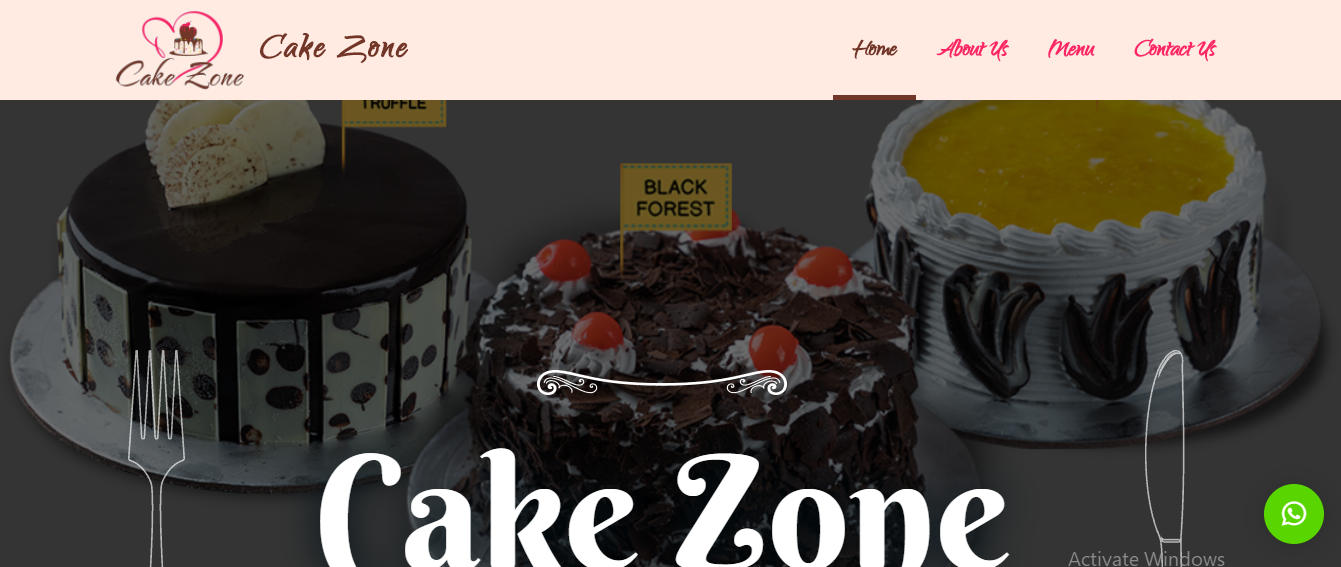 Cake Zone
Cake Zone
Home
About Us
Menu
Contact Us
TRUFFLE
BLACK
FOREST
Cake Zone
Activate Windows